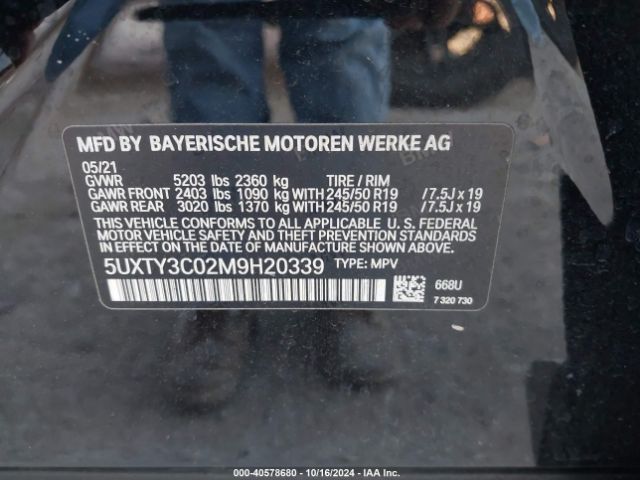 MFD BY BAYERISCHE MOTOREN WERKE AG
05/21
GVWR 5203 lbs 2360 kg TIRE / RIM
GAWR FRONT 2403 lbs 1090 kg WITH 245/50 R19 /7.5J x 19
GAWR REAR 3020 lbs 1370 kg WITH 245/50 R19 /7.5J x 19
THIS VEHICLE CONFORMS TO ALL APPLICABLE U. S. FEDERAL
MOTOR VEHICLE SAFETY AND THEFT PREVENTION STANDARDS
IN EFFECT ON THE DATE OF MANUFACTURE SHOWN ABOVE.
5UXTY3C02M9H20339 TYPE: MPV
668U
7 320 730
000-40578680 - 10/16/2024 - IAA Inc.